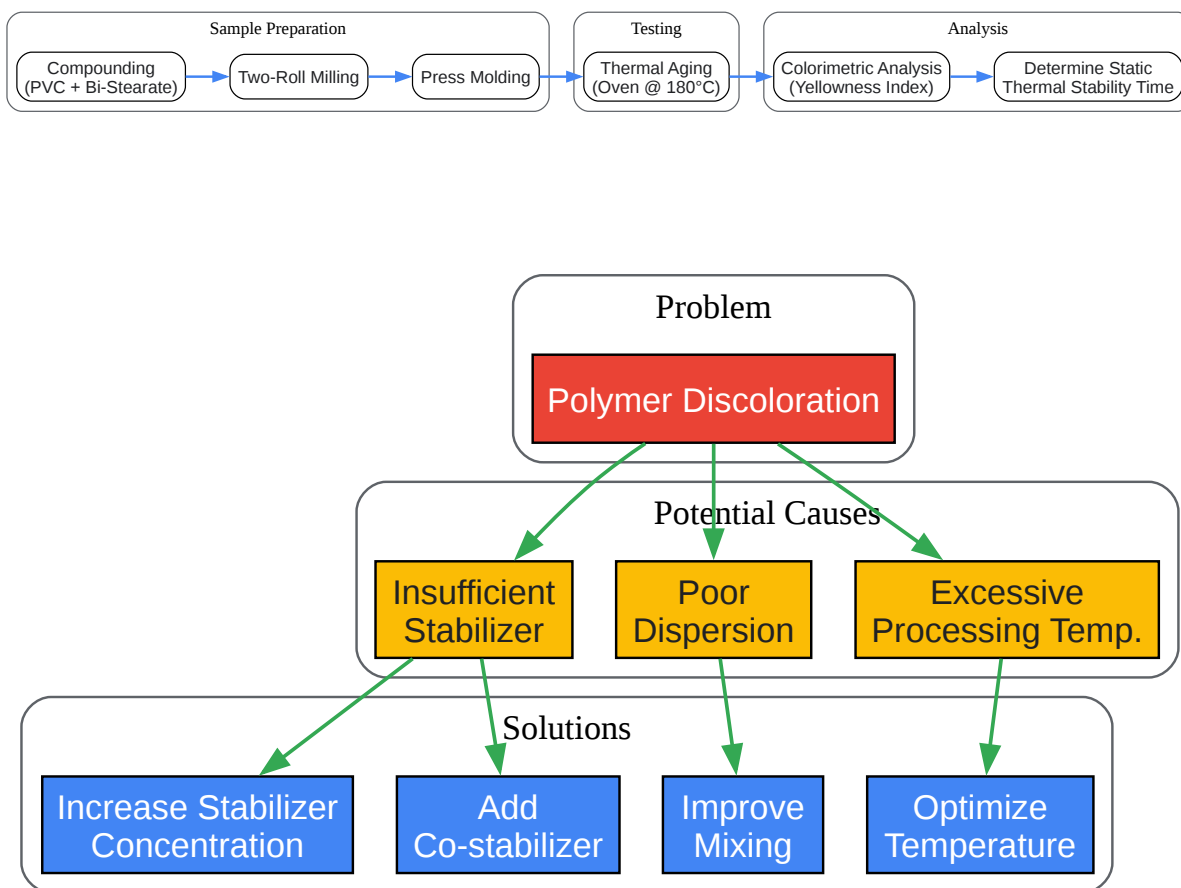 Sample Preparation
Testing
Analysis
Compounding
(PVC + Bi-Stearate)
Two-Roll Milling
Press Molding
Thermal Aging
(Oven @ 180°C)
Colorimetric Analysis
(Yellowness Index)
Determine Static
Thermal Stability Time
Problem
Polymer Discoloration
Potential Causes
Insufficient
Stabilizer
Poor
Dispersion
Excessive
Processing Temp.
Solutions
Increase Stabilizer
Concentration
Add
Co-stabilizer
Improve
Mixing
Optimize
Temperature